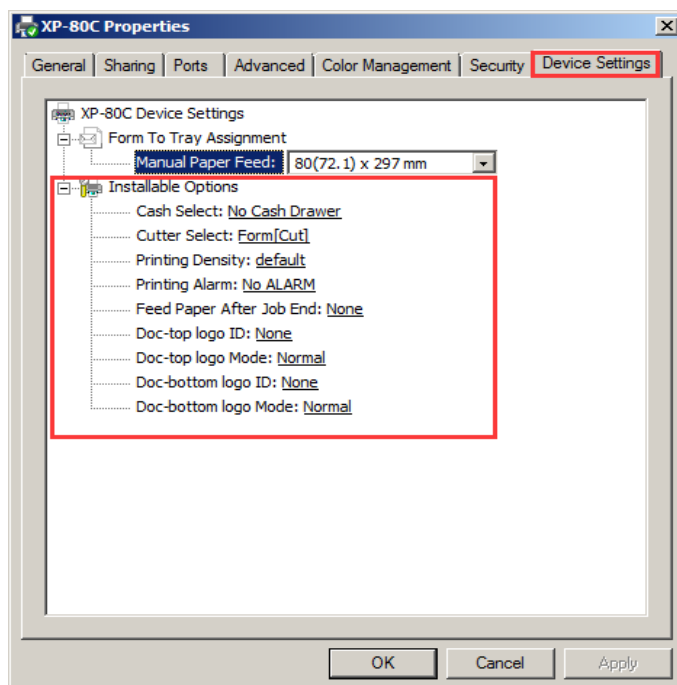 XP-80C Properties
General Sharing Ports Advanced Color Management Security Device Settings
XP-80C Device Settings
Form To Tray Assignment
Manual Paper Feed: 80(72.1) x 297 mm
Installable Options
Cash Select: No Cash Drawer
Cutter Select: Form[Cut]
Printing Density: default
Printing Alarm: No ALARM
Feed Paper After Job End: None
Doc-top logo ID: None
Doc-top logo Mode: Normal
Doc-bottom logo ID: None
Doc-bottom logo Mode: Normal
OK Cancel Apply